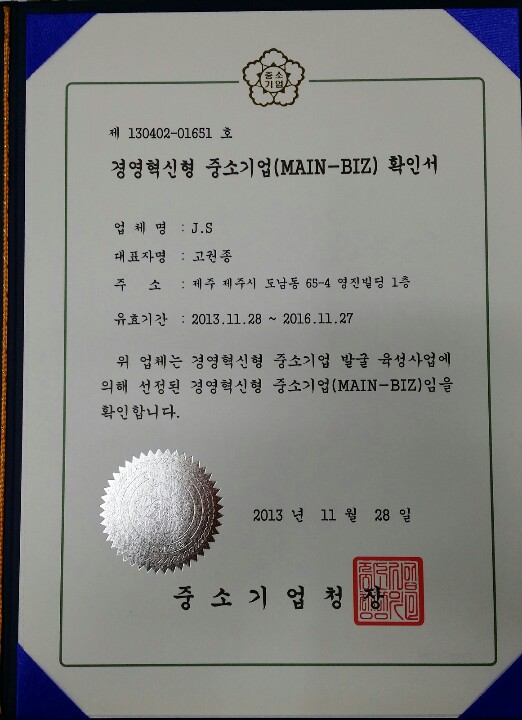 중소
기업
제 130402-01651 호
경영혁신형 중소기업(MAIN-BIZ) 확인서
업 체 명 : J.S
대표자명 : 고권종
주 소 : 제주 제주시 도남동 65-4 영진빌딩 1층
유효기간 : 2013.11.28 ~ 2016.11.27
위 업체는 경영혁신형 중소기업 발굴 육성사업에
의해 선정된 경영혁신형 중소기업(MAIN-BIZ)임을
확인합니다.
2013 년 11 월 28 일
중 소 기 업 청 장